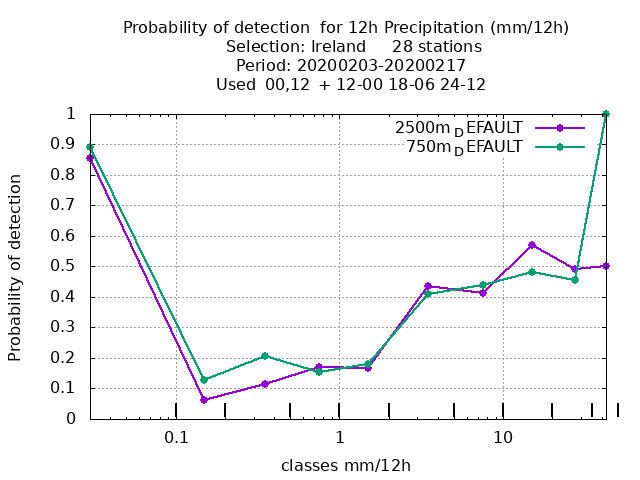 Probability of detection  for 12h Precipitation (mm/12h)
Selection: Ireland     28 stations
Period: 20200203-20200217
Used  00,12  + 12-00 18-06 24-12
2500m_DEFAULT
750m_DEFAULT
1
0.9
0.8
0.7
0.6
0.5
0.4
0.3
0.2
0.1
0
Probability of detection
0.1 1 10
classes mm/12h